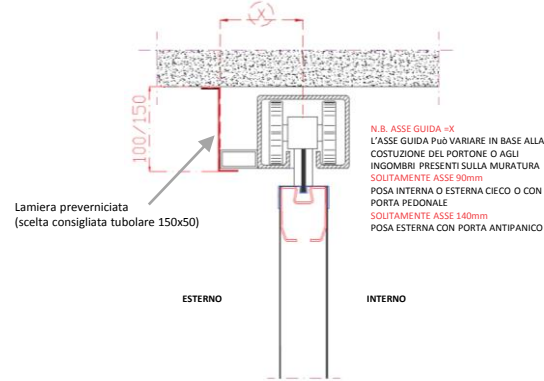 X
100/150
N.B. ASSE GUIDA =X
L'ASSE GUIDA Può VARIARE IN BASE ALLA
COSTUZIONE DEL PORTONE O AGLI
INGOMBRI PRESENTI SULLA MURATURA
SOLITAMENTE ASSE 90mm
POSA INTERNA O ESTERNA CIECO O CON
PORTA PEDONALE
SOLITAMENTE ASSE 140mm
POSA ESTERNA CON PORTA ANTIPANICO
Lamiera preverniciata
(scelta consigliata tubolare 150x50)
ESTERNO
INTERNO